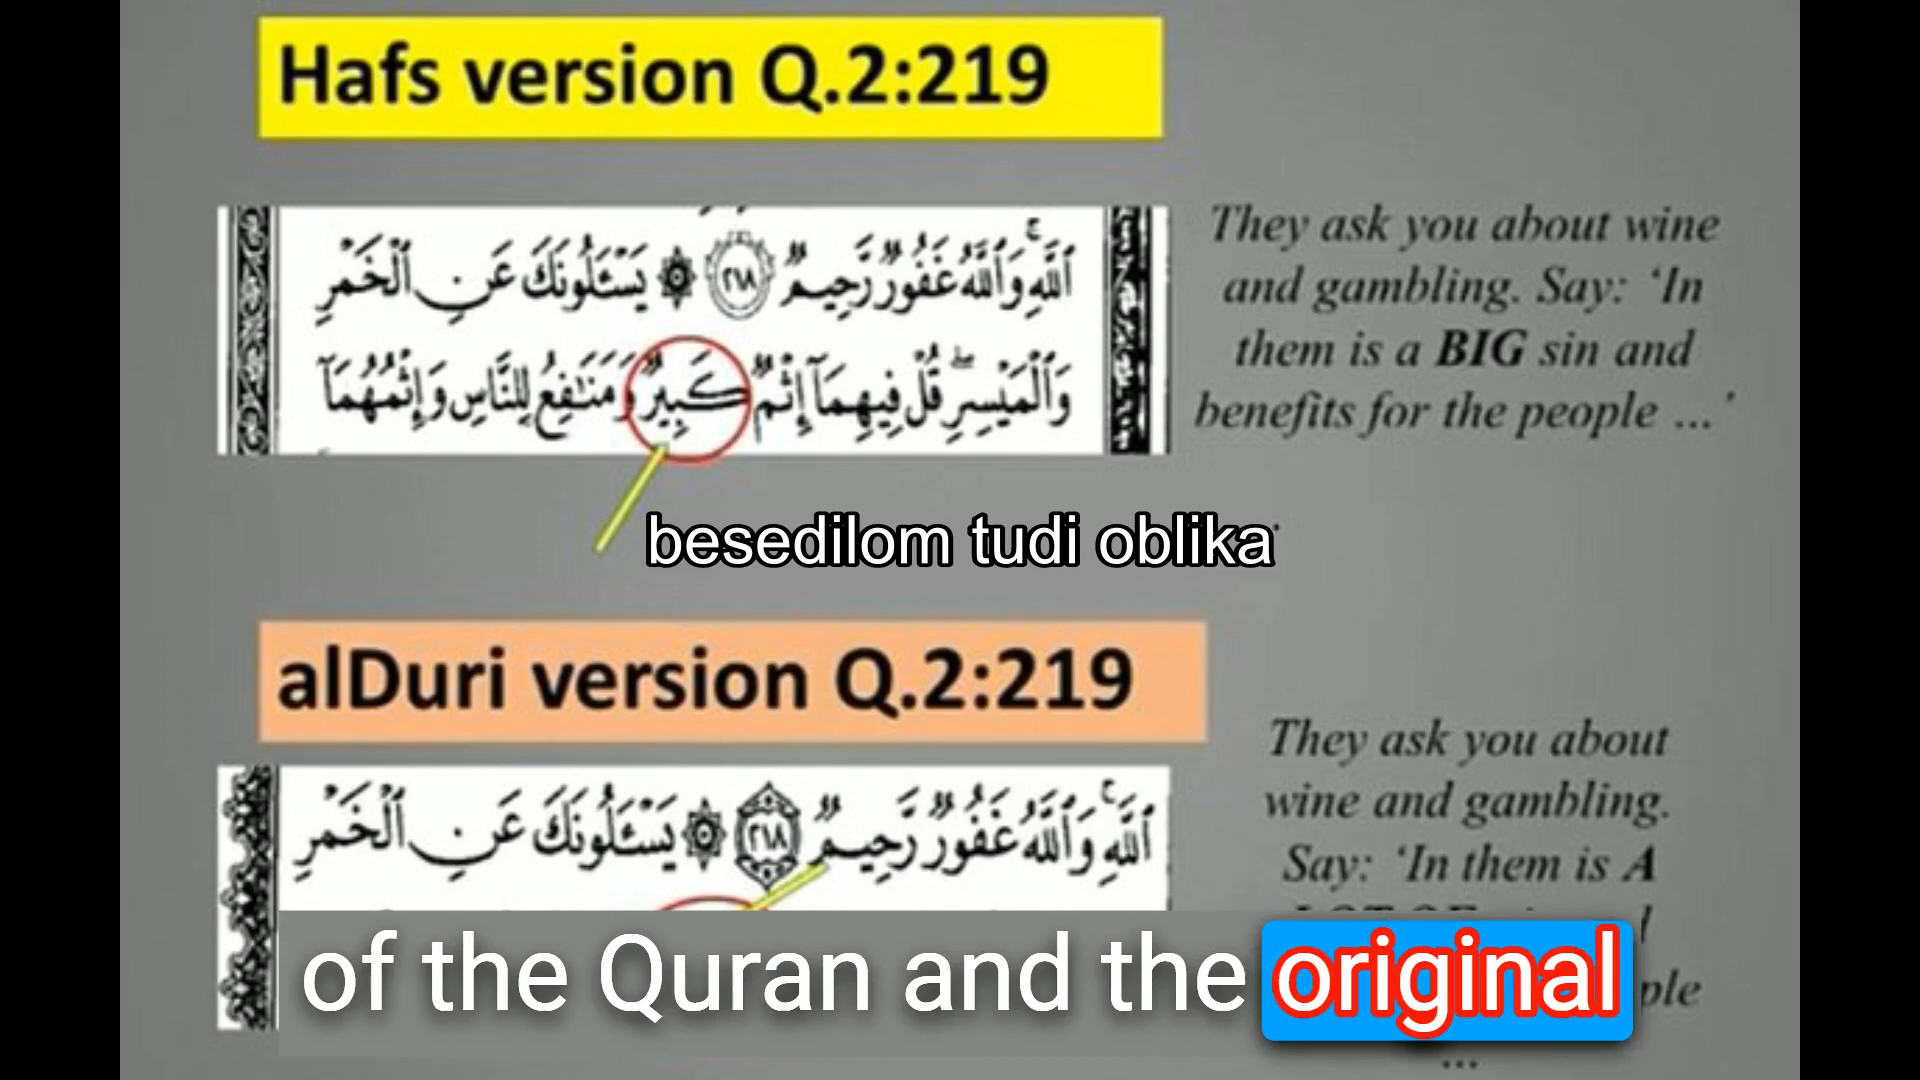 Hafs version Q.2:219
ٱللَّهِۚ وَٱللَّهُ غَفُورٌ رَّحِيمٌ ٢١٨ ۞ يَسْـَٔلُونَكَ عَنِ ٱلْخَمْرِ
وَٱلْمَيْسِرِۖ قُلْ فِيهِمَآ إِثْمٌ كَبِيرٌ وَمَنَٰفِعُ لِلنَّاسِ وَإِثْمُهُمَآ
They ask you about wine
and gambling. Say: ‘In
them is a BIG sin and
benefits for the people ...’
besedilom tudi oblika
alDuri version Q.2:219
ٱللَّهِۚ وَٱللَّهُ غَفُورٌ رَّحِيمٌ ٢١٨ ۞ يَسْـَٔلُونَكَ عَنِ ٱلْخَمْرِ
They ask you about
wine and gambling.
Say: ‘In them is A
of the Quran and the original
...